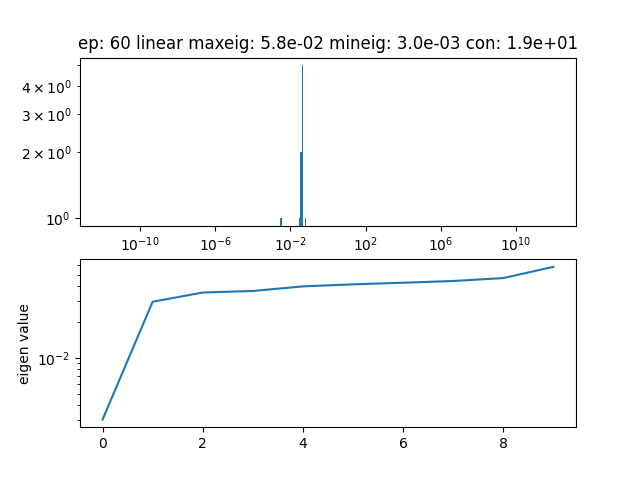 ep: 60 linear maxeig: 5.8e-02 mineig: 3.0e-03 con: 1.9e+01
4 × 10⁰
3 × 10⁰
2 × 10⁰
10⁰
10⁻¹⁰ 10⁻⁶ 10⁻² 10² 10⁶ 10¹⁰
eigen value
10⁻²
0 2 4 6 8